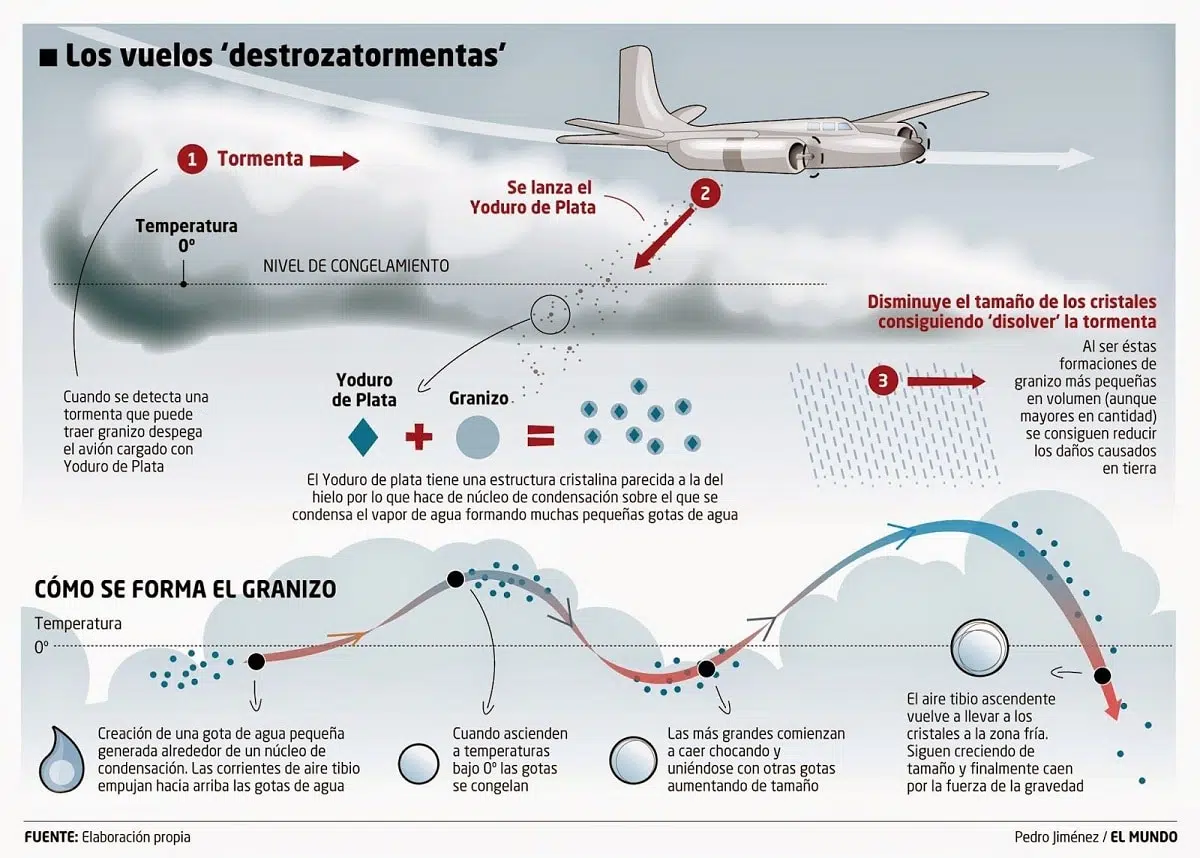 Los vuelos ‘destrozatormentas’
1 Tormenta
Temperatura
0º
NIVEL DE CONGELAMIENTO
Se lanza el
Yoduro de Plata
2
Cuando se detecta una
tormenta que puede
traer granizo despega
el avión cargado con
Yoduro de Plata
Yoduro
de Plata
Granizo
El Yoduro de plata tiene una estructura cristalina parecida a la del
hielo por lo que hace de núcleo de condensación sobre el que se
condensa el vapor de agua formando muchas pequeñas gotas de agua
Disminuye el tamaño de los cristales
consiguiendo ‘disolver’ la tormenta
3
Al ser éstas
formaciones de
granizo más pequeñas
en volumen (aunque
mayores en cantidad)
se consiguen reducir
los daños causados
en tierra
CÓMO SE FORMA EL GRANIZO
Temperatura
0º
Creación de una gota de agua pequeña
generada alrededor de un núcleo de
condensación. Las corrientes de aire tibio
empujan hacia arriba las gotas de agua
Cuando ascienden
a temperaturas
bajo 0º las gotas
se congelan
Las más grandes comienzan
a caer chocando y
uniéndose con otras gotas
aumentando de tamaño
El aire tibio ascendente
vuelve a llevar a los
cristales a la zona fría.
Siguen creciendo de
tamaño y finalmente caen
por la fuerza de la gravedad
FUENTE: Elaboración propia
Pedro Jiménez / EL MUNDO